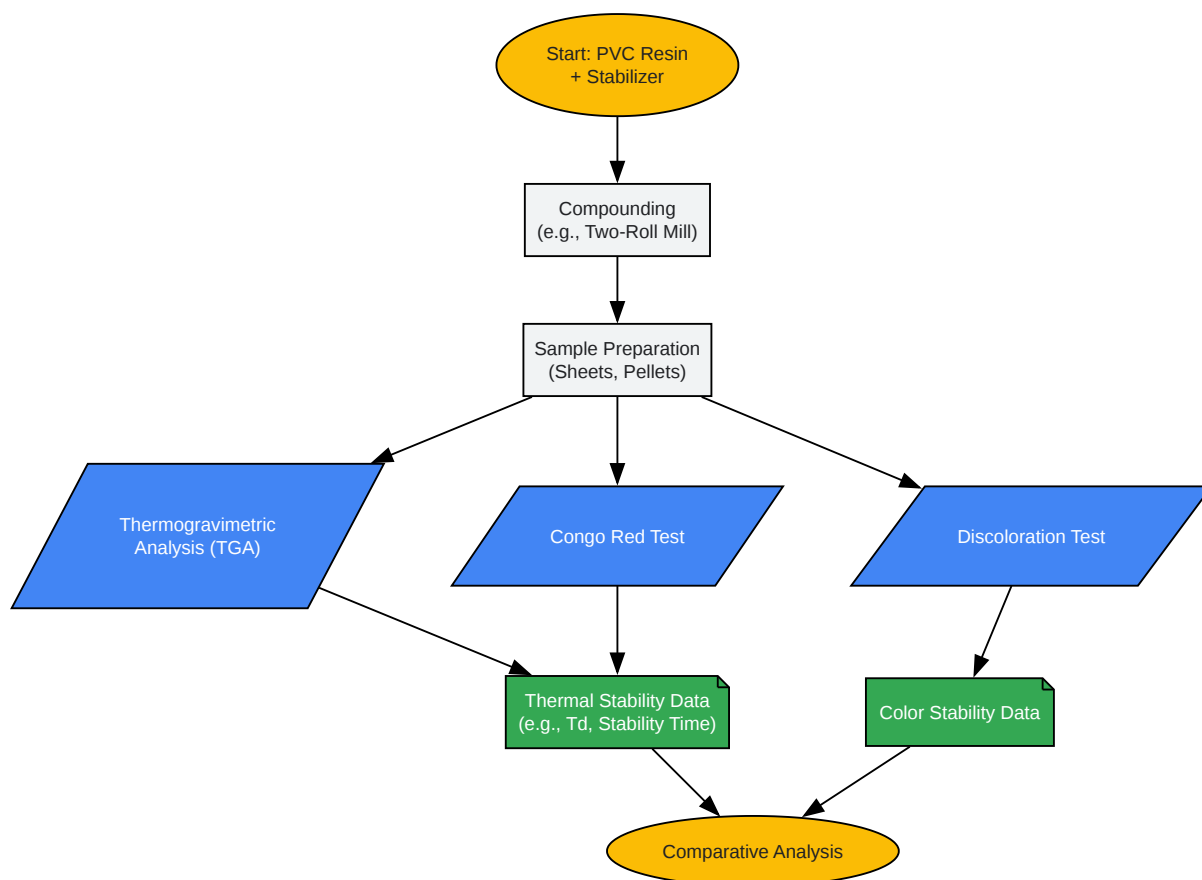 Start: PVC Resin
+ Stabilizer
Compounding
(e.g., Two-Roll Mill)
Sample Preparation
(Sheets, Pellets)
Thermogravimetric
Analysis (TGA)
Congo Red Test
Discoloration Test
Thermal Stability Data
(e.g., Td, Stability Time)
Color Stability Data
Comparative Analysis